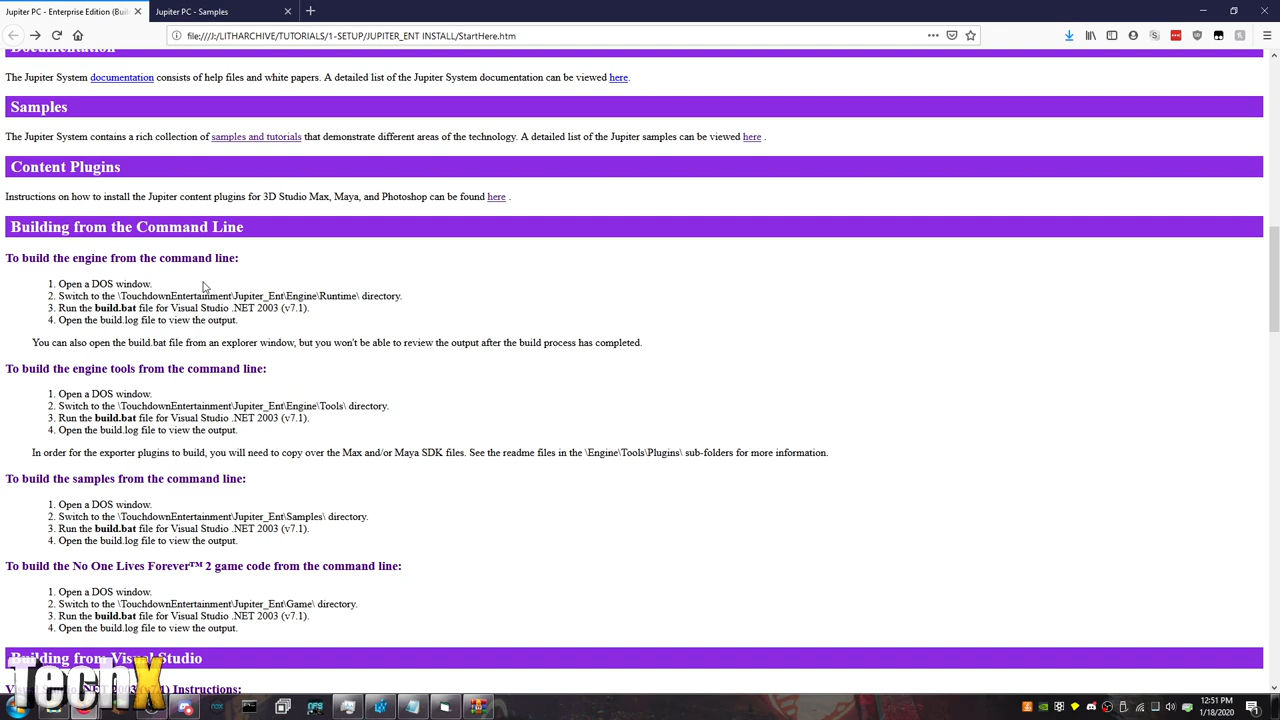 Jupiter PC - Enterprise Edition (Buil
Jupiter PC - Samples
file:///J:/LITHARCHIVE/TUTORIALS/1-SETUP/JUPITER_ENT INSTALL/StartHere.htm
Documentation
The Jupiter System documentation consists of help files and white papers. A detailed list of the Jupiter System documentation can be viewed here.
Samples
The Jupiter System contains a rich collection of samples and tutorials that demonstrate different areas of the technology. A detailed list of the Jupiter samples can be viewed here .
Content Plugins
Instructions on how to install the Jupiter content plugins for 3D Studio Max, Maya, and Photoshop can be found here .
Building from the Command Line
To build the engine from the command line:
1. Open a DOS window.
2. Switch to the \TouchdownEntertainment\Jupiter_Ent\Engine\Runtime\ directory.
3. Run the build.bat file for Visual Studio .NET 2003 (v7.1).
4. Open the build.log file to view the output.
You can also open the build.bat file from an explorer window, but you won't be able to review the output after the build process has completed.
To build the engine tools from the command line:
1. Open a DOS window.
2. Switch to the \TouchdownEntertainment\Jupiter_Ent\Engine\Tools\ directory.
3. Run the build.bat file for Visual Studio .NET 2003 (v7.1).
4. Open the build.log file to view the output.
In order for the exporter plugins to build, you will need to copy over the Max and/or Maya SDK files. See the readme files in the \Engine\Tools\Plugins\ sub-folders for more information.
To build the samples from the command line:
1. Open a DOS window.
2. Switch to the \TouchdownEntertainment\Jupiter_Ent\Samples\ directory.
3. Run the build.bat file for Visual Studio .NET 2003 (v7.1).
4. Open the build.log file to view the output.
To build the No One Lives Forever™ 2 game code from the command line:
1. Open a DOS window.
2. Switch to the \TouchdownEntertainment\Jupiter_Ent\Game\ directory.
3. Run the build.bat file for Visual Studio .NET 2003 (v7.1).
4. Open the build.log file to view the output.
Building from Visual Studio
Visual Studio .NET 2003 (v7.1) Instructions:
TechX
12:51 PM
1/18/2020